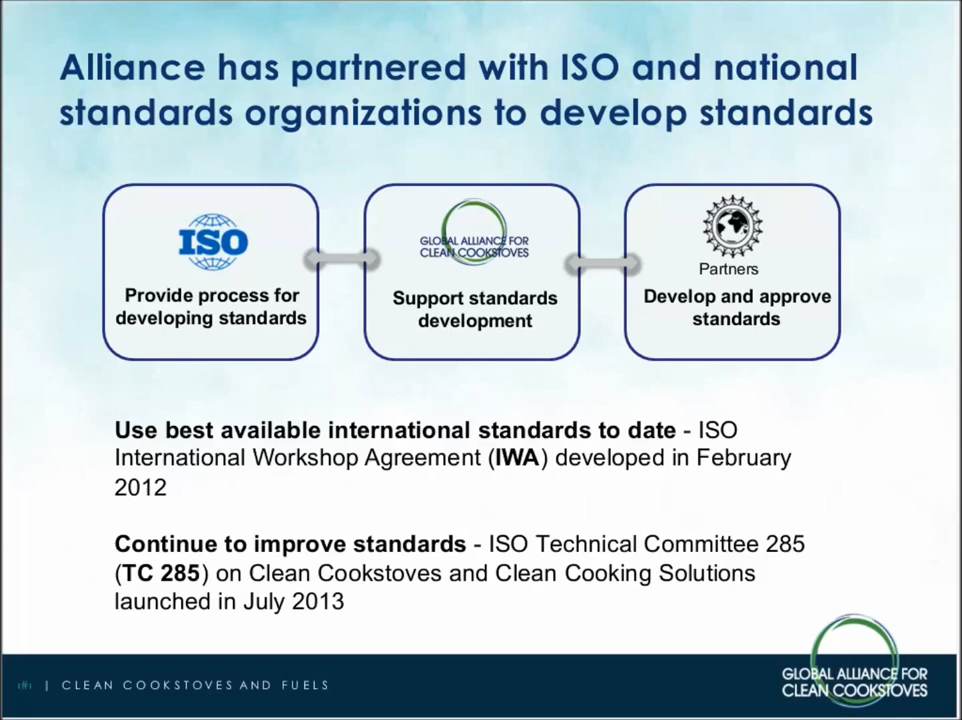 Alliance has partnered with ISO and national
standards organizations to develop standards
ISO
Provide process for
developing standards
GLOBAL ALLIANCE FOR
CLEAN COOKSTOVES
Support standards
development
Partners
Develop and approve
standards
Use best available international standards to date - ISO
International Workshop Agreement (IWA) developed in February
2012
Continue to improve standards - ISO Technical Committee 285
(TC 285) on Clean Cookstoves and Clean Cooking Solutions
launched in July 2013
‹#› | CLEAN COOKSTOVES AND FUELS
GLOBAL ALLIANCE FOR
CLEAN COOKSTOVES